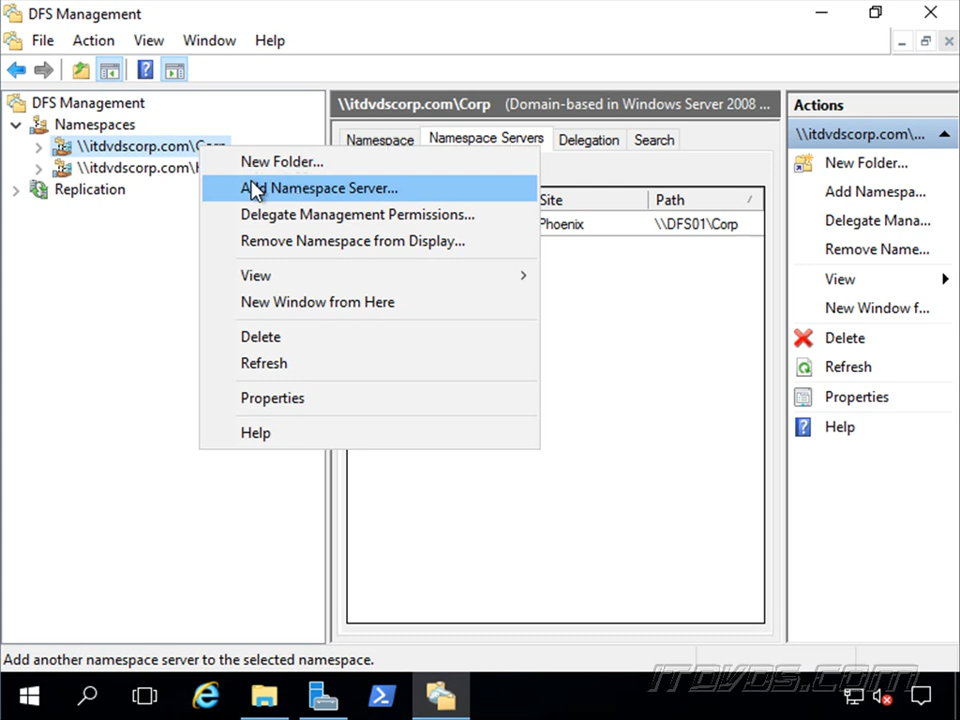 DFS Management
File Action View Window Help
DFS Management
Namespaces
\\itdvdscorp.com\Corp
\\itdvdscorp.com\
Replication
\\itdvdscorp.com\Corp (Domain-based in Windows Server 2008 ...
Namespace Namespace Servers Delegation Search
Site Path
Phoenix \\DFS01\Corp
New Folder...
Add Namespace Server...
Delegate Management Permissions...
Remove Namespace from Display...
View
New Window from Here
Delete
Refresh
Properties
Help
Actions
\\itdvdscorp.com\...
New Folder...
Add Namespa...
Delegate Mana...
Remove Name...
View
New Window f...
Delete
Refresh
Properties
Help
Add another namespace server to the selected namespace.
ITDVDS.COM